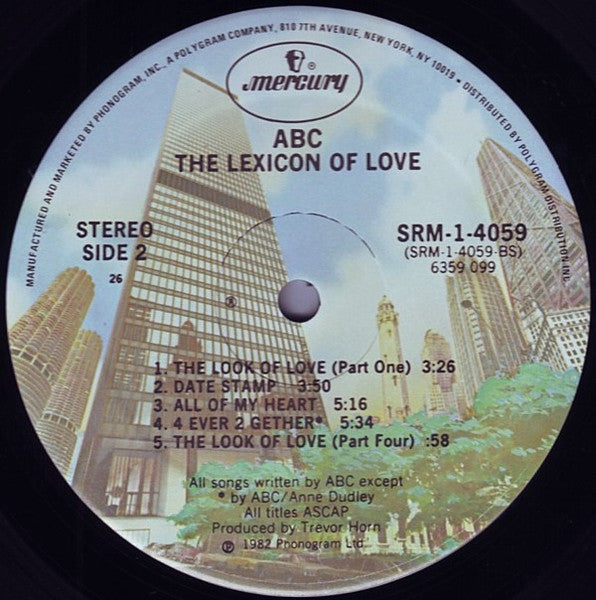 MANUFACTURED AND MARKETED BY PHONOGRAM, INC., A POLYGRAM COMPANY, 810 7TH AVENUE, NEW YORK, NY 10019 • DISTRIBUTED BY POLYGRAM DISTRIBUTION, INC.
®
mercury
ABC
THE LEXICON OF LOVE
STEREO
SIDE 2
26
SRM-1-4059
(SRM-1-4059-BS)
6359 099
®
1. THE LOOK OF LOVE (Part One) 3:26
2. DATE STAMP 3:50
3. ALL OF MY HEART 5:16
4. 4 EVER 2 GETHER* 5:34
5. THE LOOK OF LOVE (Part Four) :58
All songs written by ABC except
* by ABC/Anne Dudley
All titles ASCAP
Produced by Trevor Horn
℗ 1982 Phonogram Ltd.